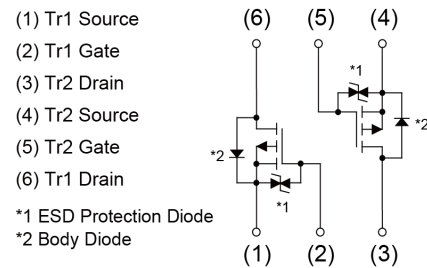 (1) Tr1 Source
(2) Tr1 Gate
(3) Tr2 Drain
(4) Tr2 Source
(5) Tr2 Gate
(6) Tr1 Drain
*1 ESD Protection Diode
*2 Body Diode
(6) (5) (4)
*1
*2
*2
*1
(1) (2) (3)